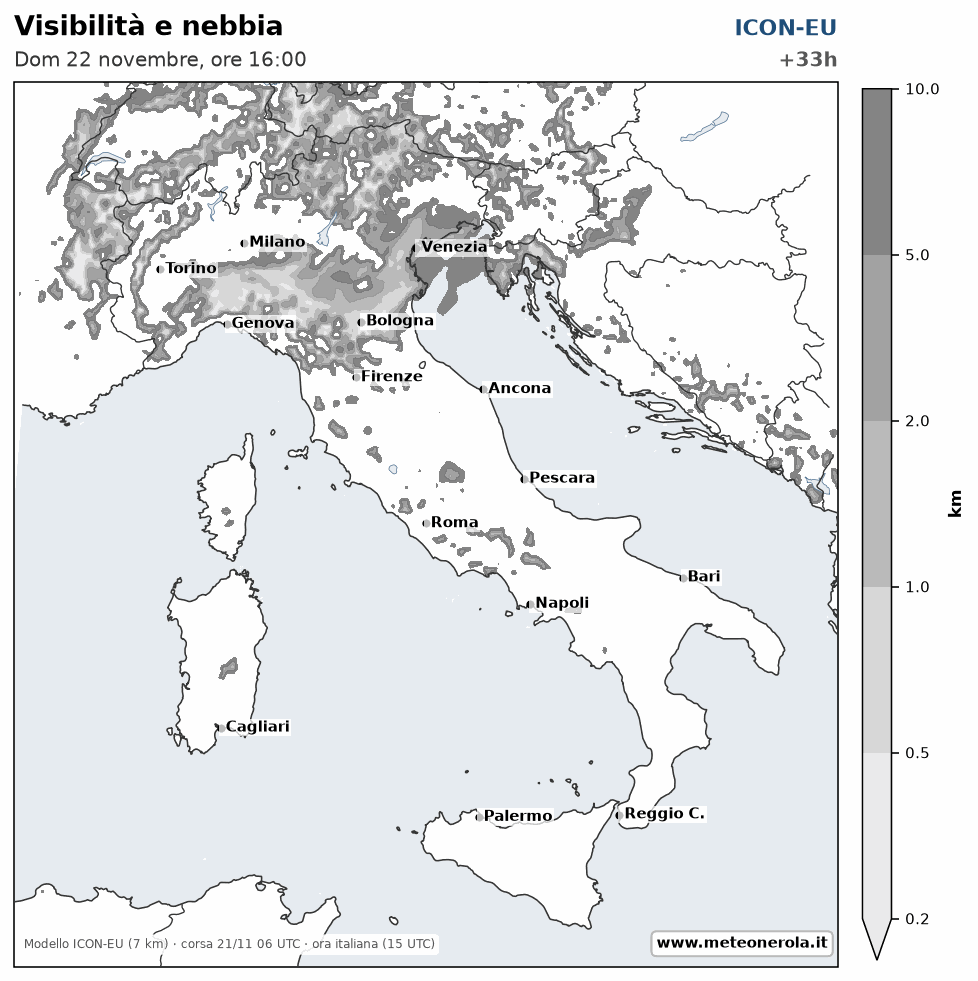 Visibilità e nebbia
ICON-EU
Dom 22 novembre, ore 16:00
+33h
10.0
5.0
2.0
1.0
0.5
0.2
km
Milano
Venezia
Torino
Genova
Bologna
Firenze
Ancona
Pescara
Roma
Bari
Napoli
Cagliari
Palermo
Reggio C.
Modello ICON-EU (7 km) · corsa 21/11 06 UTC · ora italiana (15 UTC)
www.meteonerola.it